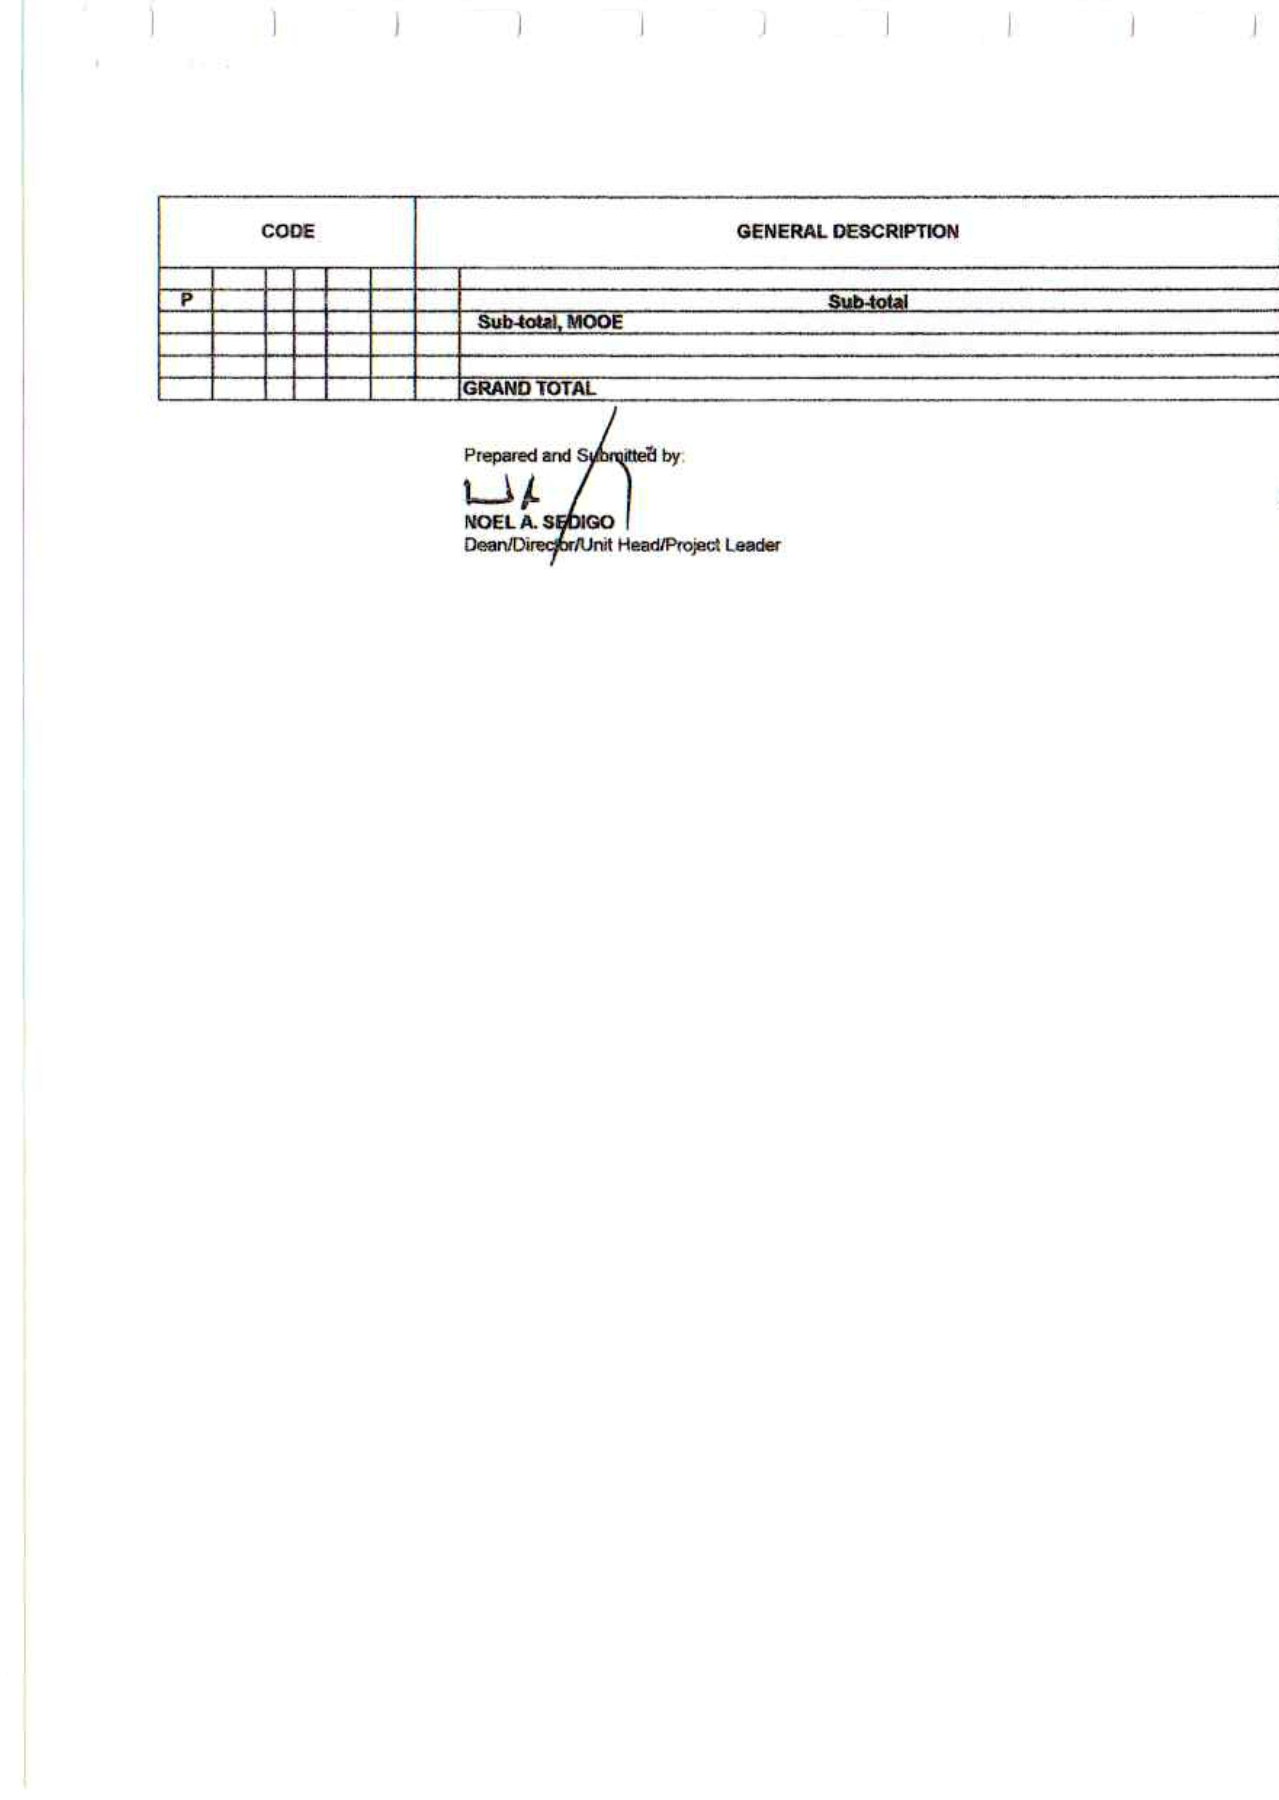 CODE GENERAL DESCRIPTION
P Sub-total
Sub-total, MOOE
GRAND TOTAL
Prepared and Submitted by:
NOEL A. SEDIGO
Dean/Director/Unit Head/Project Leader